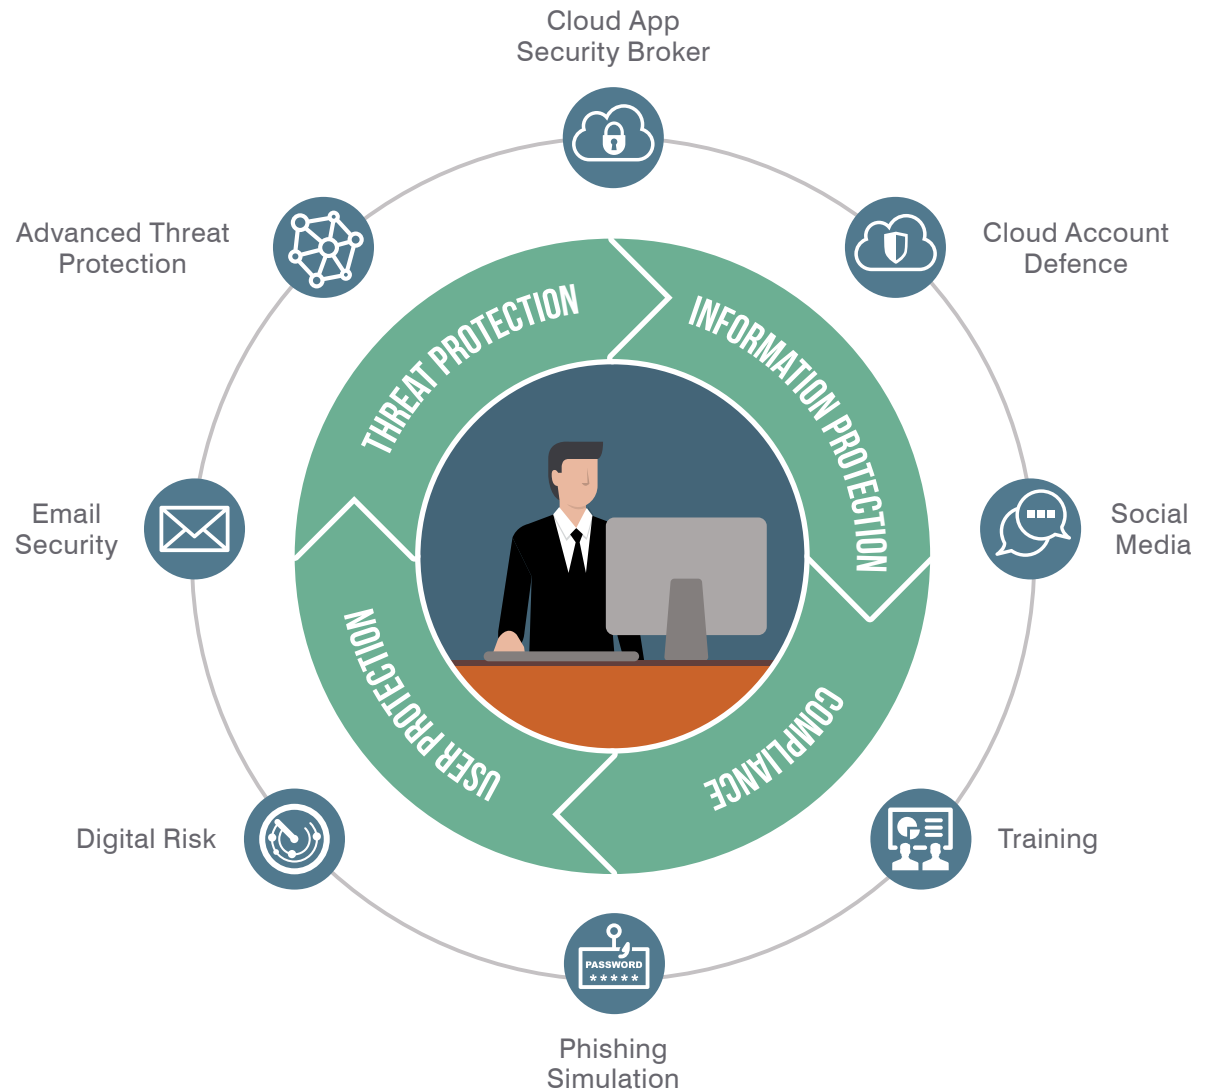 Cloud App
Security Broker
Advanced Threat
Protection
Cloud Account
Defence
THREAT PROTECTION
INFORMATION PROTECTION
Email
Security
Social
Media
USER PROTECTION
COMPLIANCE
Digital Risk
Training
PASSWORD
*****
Phishing
Simulation